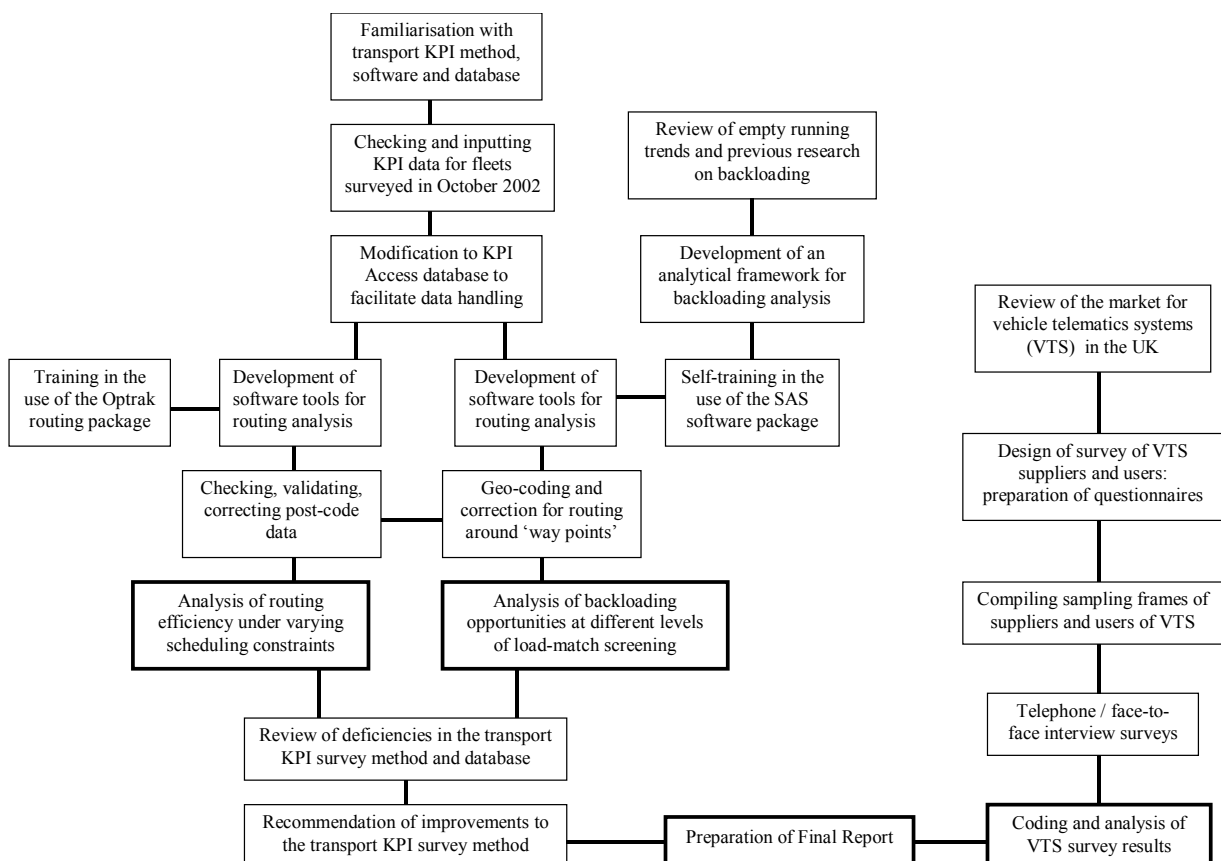 Familiarisation with
transport KPI method,
software and database
Checking and inputting
KPI data for fleets
surveyed in October 2002
Review of empty running
trends and previous research
on backloading
Modification to KPI
Access database to
facilitate data handling
Development of an
analytical framework for
backloading analysis
Review of the market for
vehicle telematics systems
(VTS) in the UK
Training in the
use of the Optrak
routing package
Development of
software tools for
routing analysis
Development of
software tools for
routing analysis
Self-training in the
use of the SAS
software package
Design of survey of VTS
suppliers and users:
preparation of questionnaires
Checking, validating,
correcting post-code
data
Geo-coding and
correction for routing
around ‘way points’
Analysis of routing
efficiency under varying
scheduling constraints
Analysis of backloading
opportunities at different levels
of load-match screening
Compiling sampling frames of
suppliers and users of VTS
Telephone / face-to-
face interview surveys
Review of deficiencies in the transport
KPI survey method and database
Recommendation of improvements to
the transport KPI survey method
Preparation of Final Report
Coding and analysis of
VTS survey results